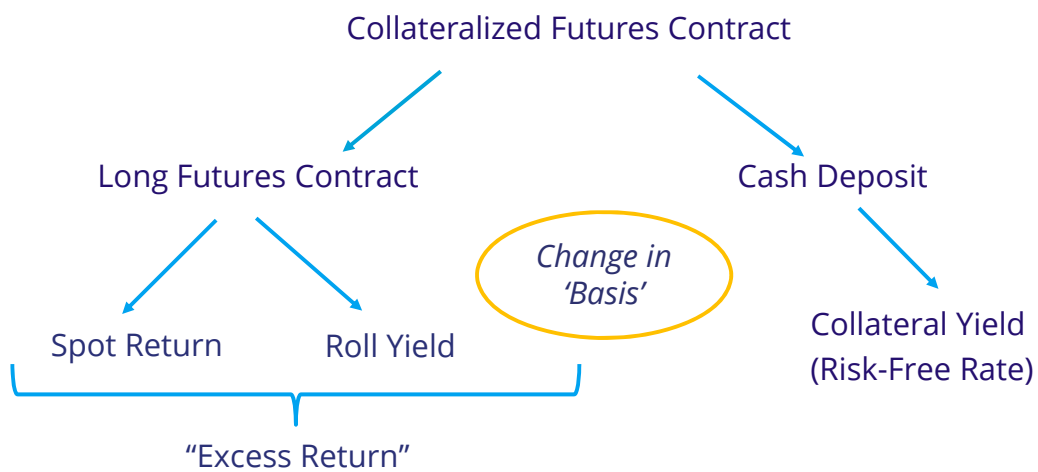 Collateralized Futures Contract
Long Futures Contract
Cash Deposit
Change in
‘Basis’
Spot Return
Roll Yield
Collateral Yield
(Risk-Free Rate)
“Excess Return”